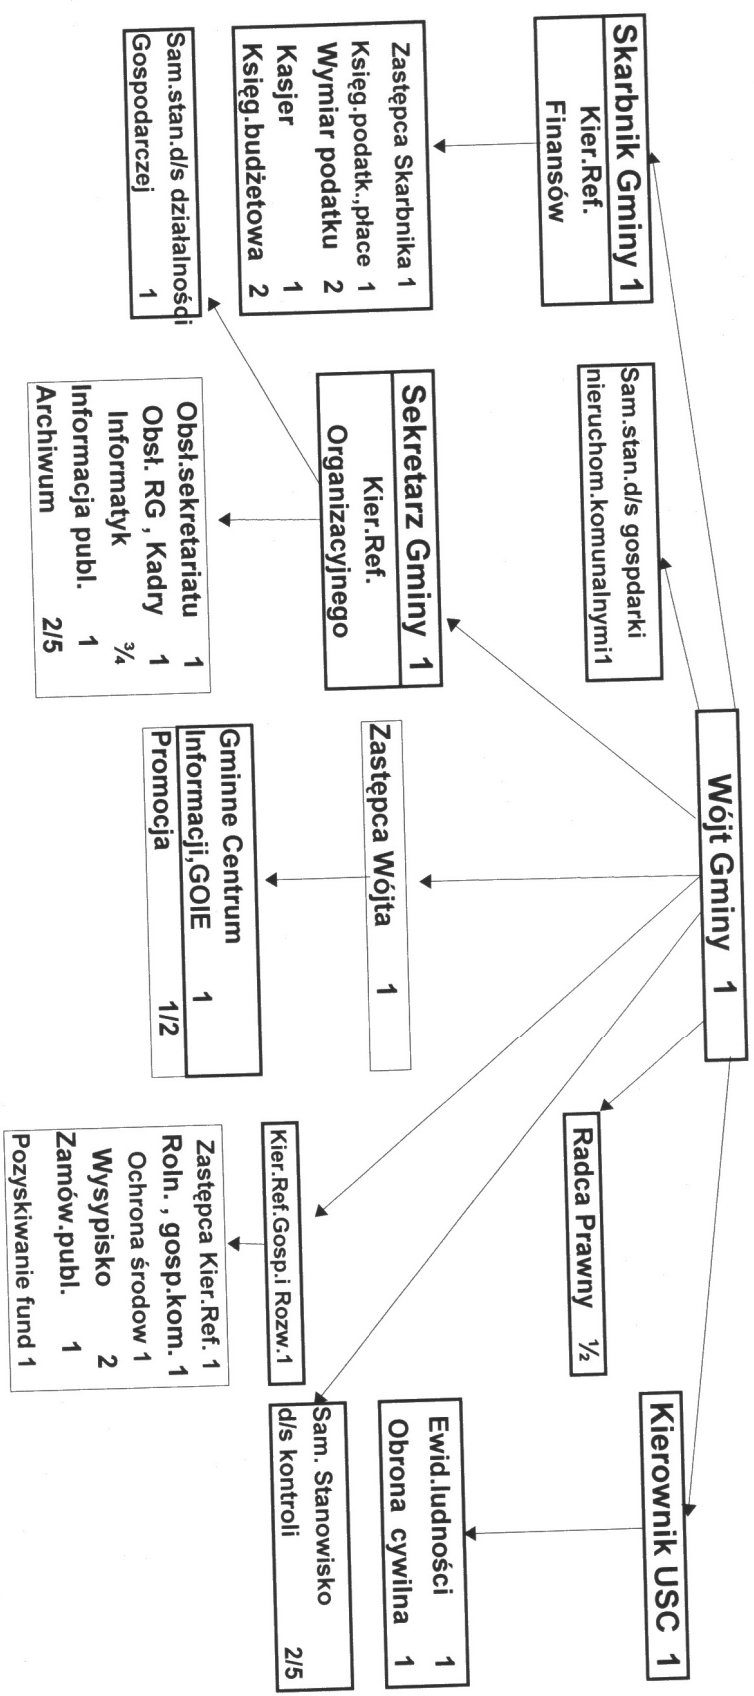 Wójt Gminy 1
Skarbnik Gminy 1
Kier.Ref.
Finansów
Sam.stan.d/s gospdarki
nieruchom.komunalnymi1
Radca Prawny ½
Kierownik USC 1
Zastępca Skarbnika 1
Księg.podatk.,płace 1
Wymiar podatku 2
Kasjer 1
Księg.budżetowa 2
Sekretarz Gminy 1
Kier.Ref.
Organizacyjnego
Zastępca Wójta 1
Ewid.ludności 1
Obrona cywilna 1
Sam.stan.d/s działalności
Gospodarczej 1
Obsł.sekretariatu 1
Obsł. RG , Kadry 1
Informatyk ¾
Informacja publ. 1
Archiwum 2/5
Gminne Centrum
Informacji,GOIE 1
Promocja 1/2
Kier.Ref.Gosp.i Rozw.1
Sam. Stanowisko
d/s kontroli 2/5
Zastępca Kier.Ref. 1
Roln. , gosp.kom. 1
Ochrona środow 1
Wysypisko 2
Zamów.publ. 1
Pozyskiwanie fund 1